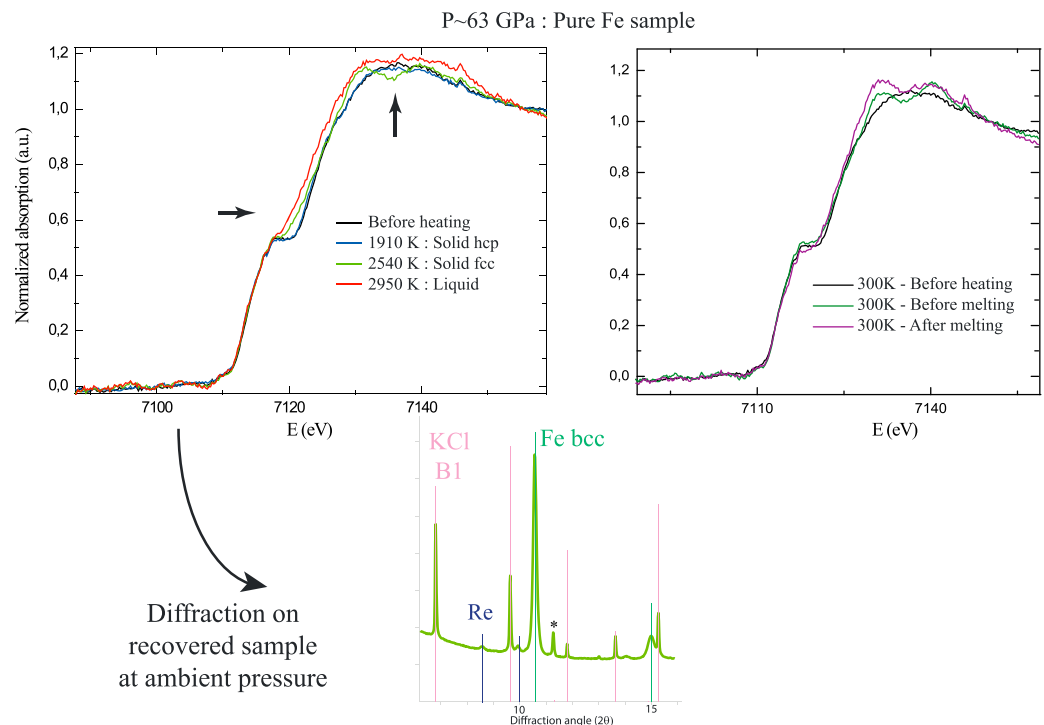 P~63 GPa : Pure Fe sample
1,2
1,0
0,8
0,6
0,4
0,2
0,0
Normalized absorption (a.u.)
Before heating
1910 K : Solid hcp
2540 K : Solid fcc
2950 K : Liquid
7100
7120
7140
E (eV)
1,2
1,0
0,8
0,6
0,4
0,2
0,0
300K - Before heating
300K - Before melting
300K - After melting
7110
7140
E (eV)
Diffraction on
recovered sample
at ambient pressure
KCl
B1
Fe bcc
Re
*
10
15
Diffraction angle (2θ)